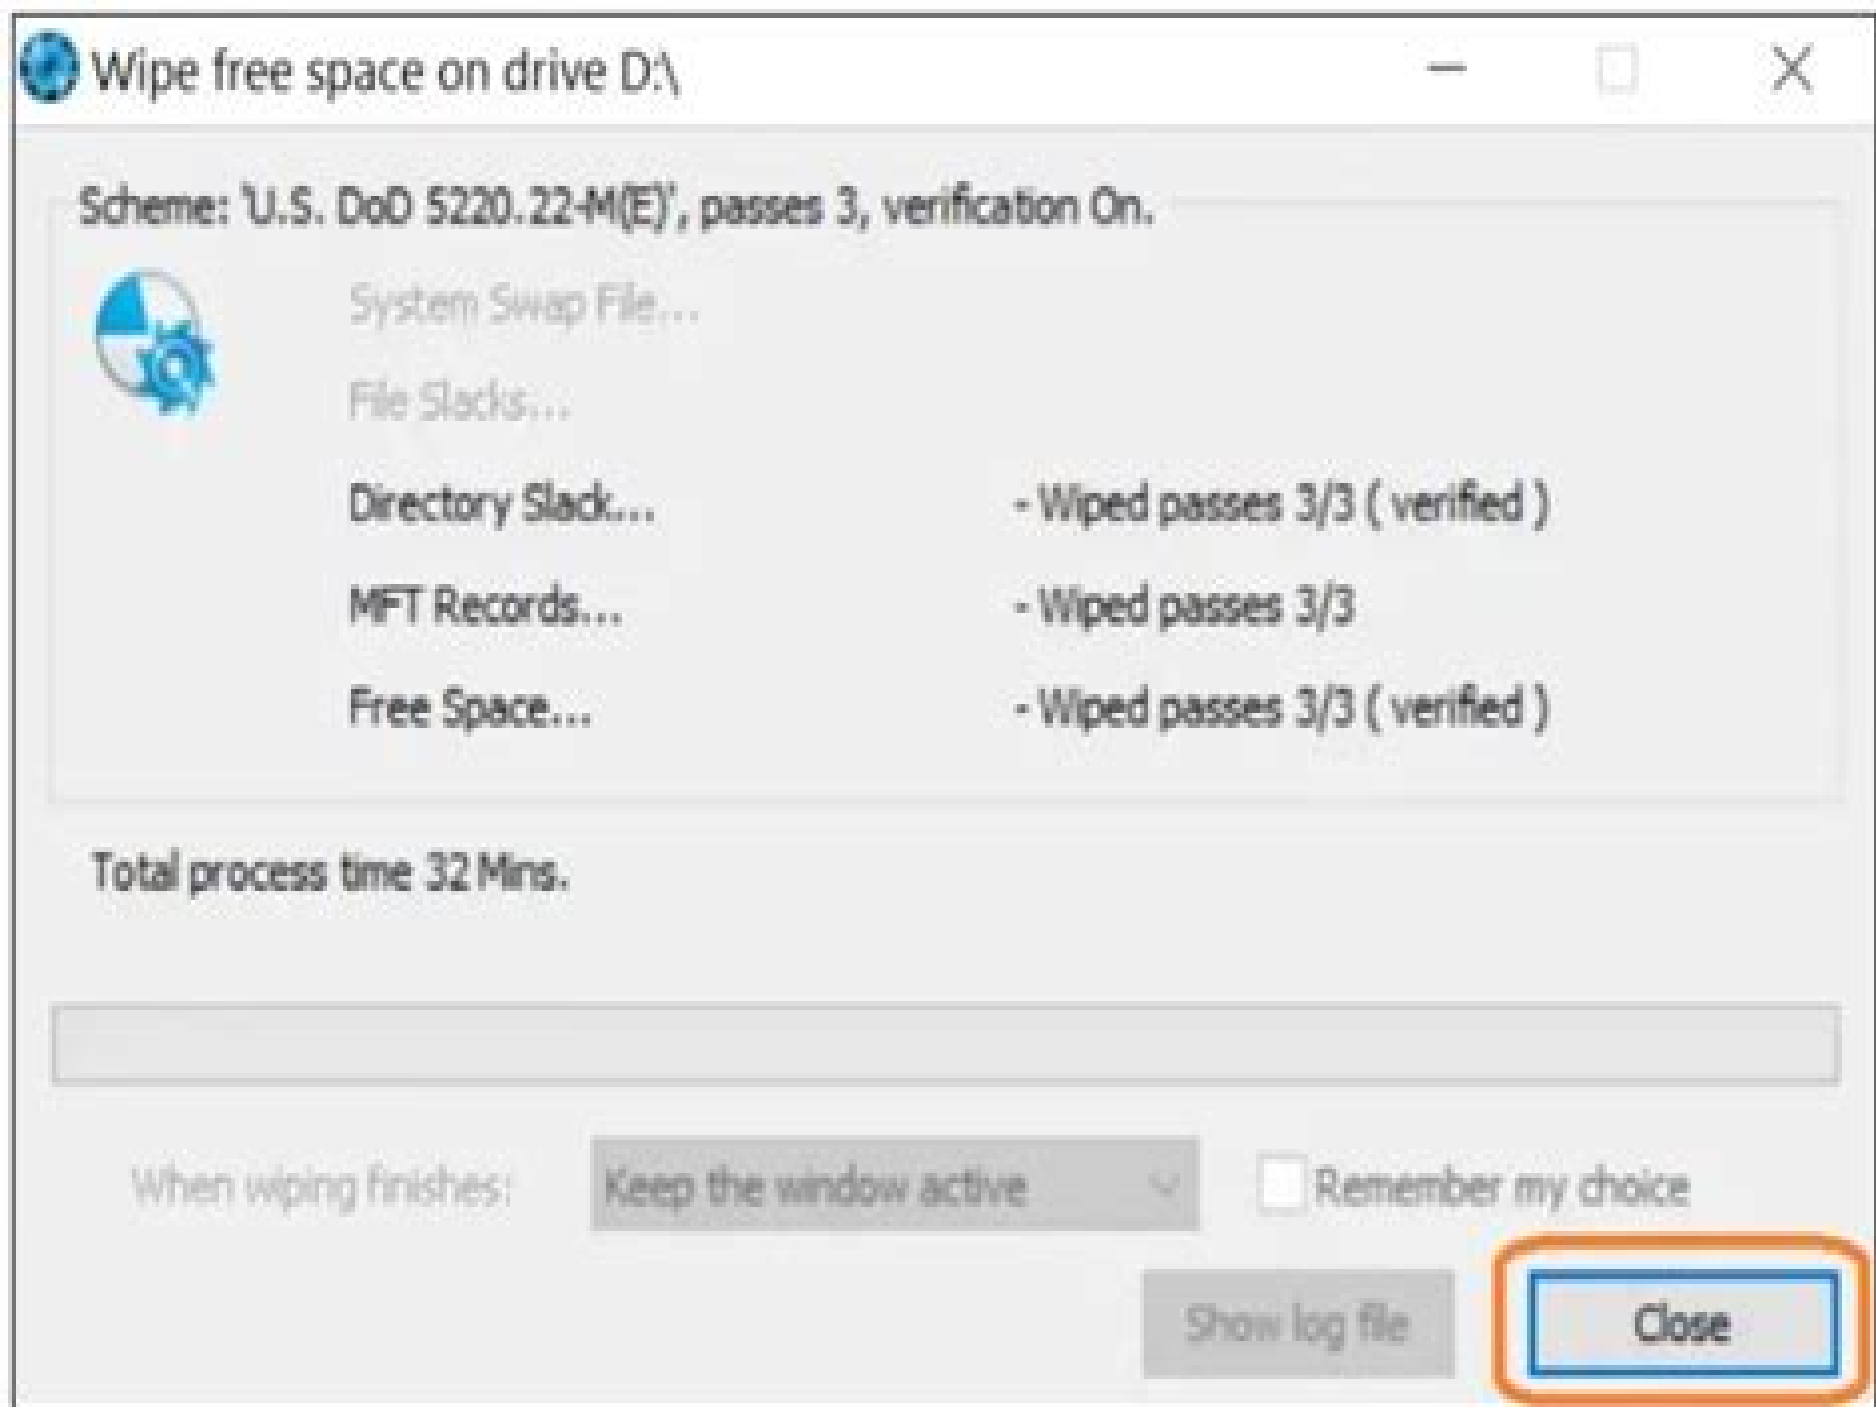 Wipe free space on drive D:\
Scheme: 'U.S. DoD 5220.22-M(E)', passes 3, verification On.
System Swap File...
File Slacks...
Directory Slack... - Wiped passes 3/3 ( verified )
MFT Records... - Wiped passes 3/3
Free Space... - Wiped passes 3/3 ( verified )
Total process time 32 Mins.
When wiping finishes: Keep the window active Remember my choice
Show log file Close